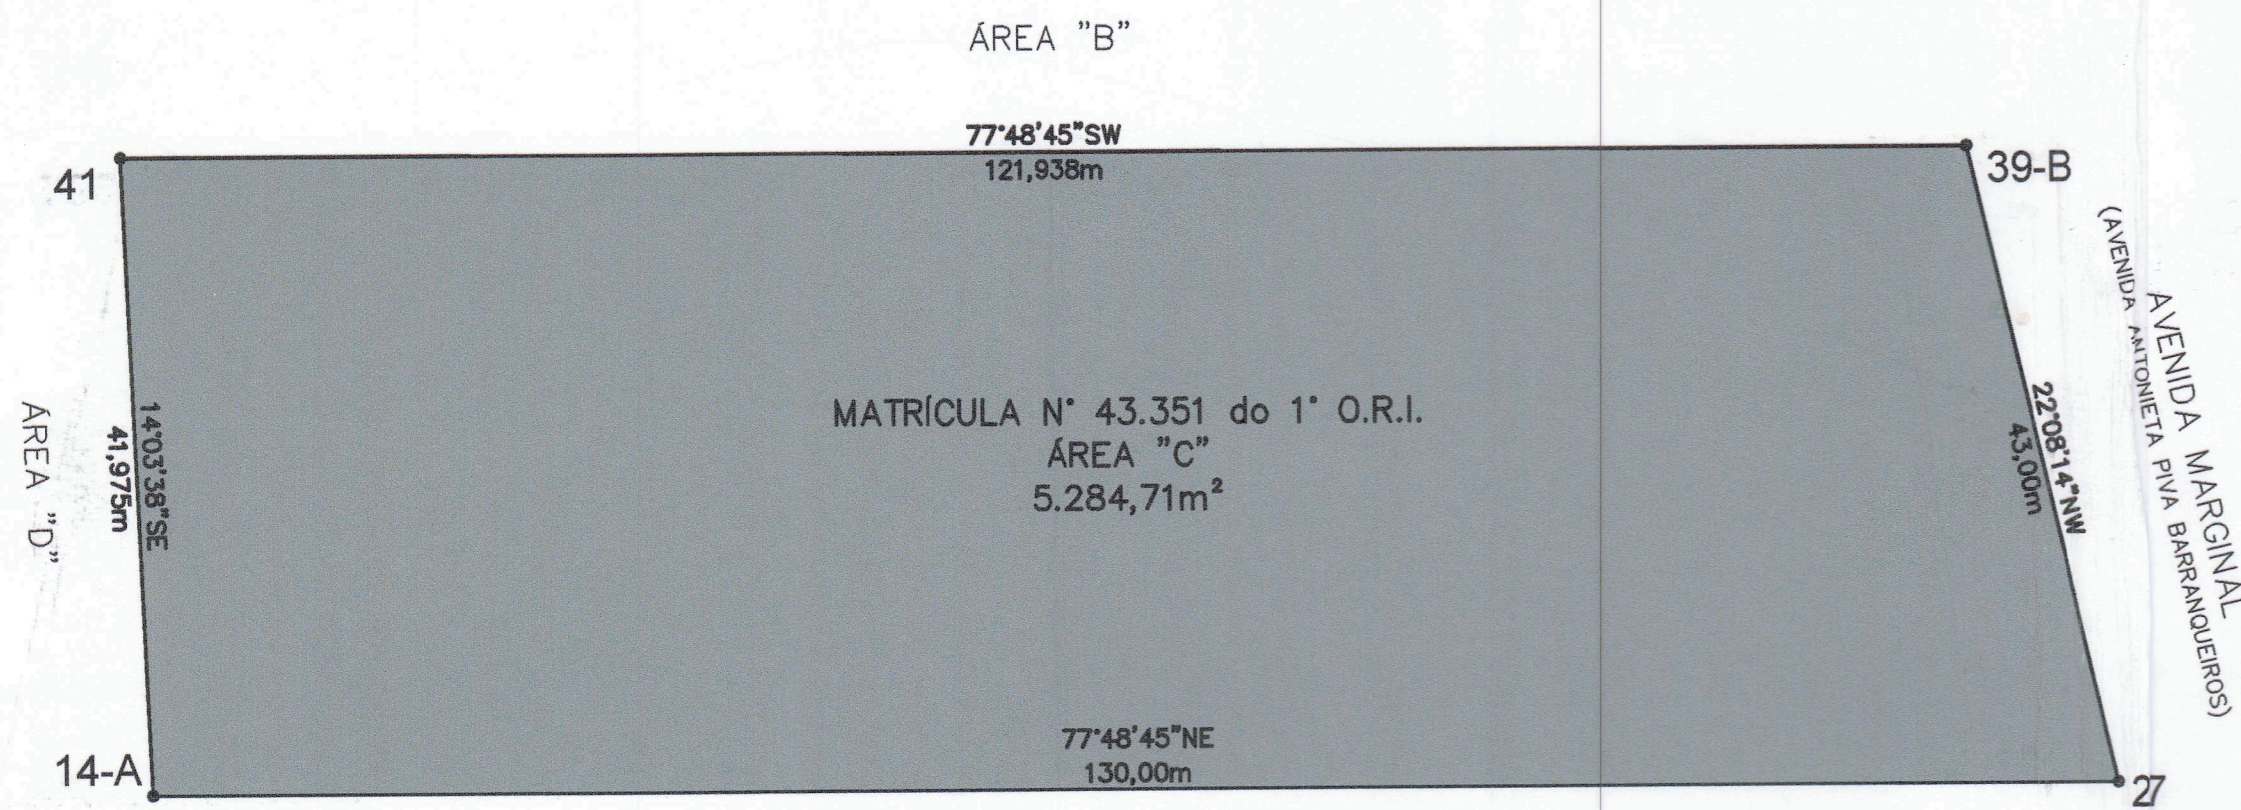 ÁREA "B"
77°48'45"SW
121,938m
41
39-B
(AVENIDA ANTONIETA PIVA BARRANQUEIROS)
AVENIDA MARGINAL
22°08'14"NW
43,00m
MATRÍCULA N° 43.351 do 1° O.R.I.
ÁREA "C"
5.284,71m²
14°03'38"SE
41,975m
ÁREA "D"
77°48'45"NE
130,00m
14-A
27